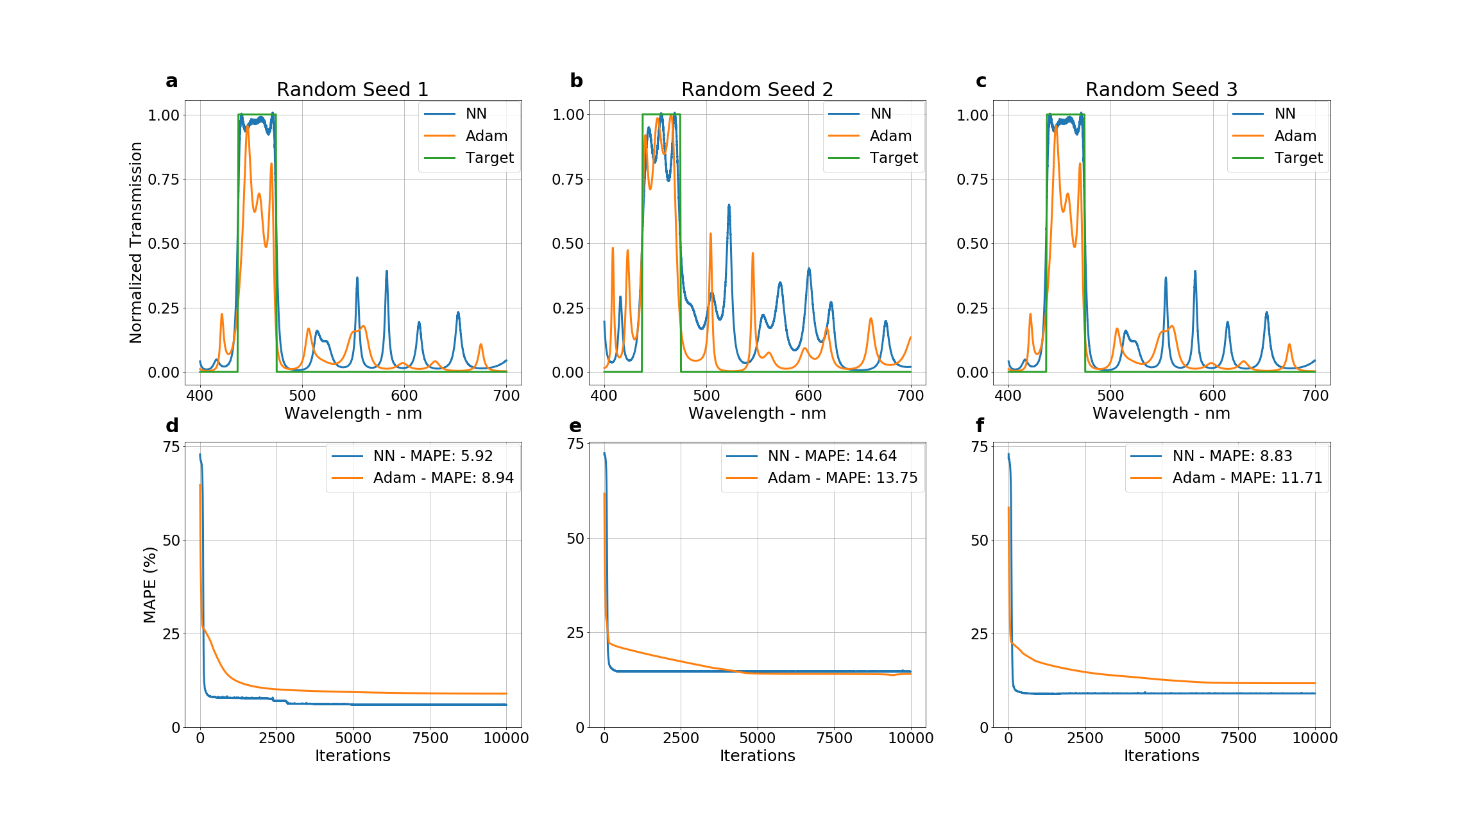 a
Random Seed 1
1.00
0.75
0.50
0.25
0.00
Normalized Transmission
NN
Adam
Target
400
500
600
700
Wavelength - nm
b
Random Seed 2
1.00
0.75
0.50
0.25
0.00
NN
Adam
Target
400
500
600
700
Wavelength - nm
c
Random Seed 3
1.00
0.75
0.50
0.25
0.00
NN
Adam
Target
400
500
600
700
Wavelength - nm
d
75
50
25
0
MAPE (%)
NN - MAPE: 5.92
Adam - MAPE: 8.94
0
2500
5000
7500
10000
Iterations
e
75
50
25
0
NN - MAPE: 14.64
Adam - MAPE: 13.75
0
2500
5000
7500
10000
Iterations
f
75
50
25
0
NN - MAPE: 8.83
Adam - MAPE: 11.71
0
2500
5000
7500
10000
Iterations